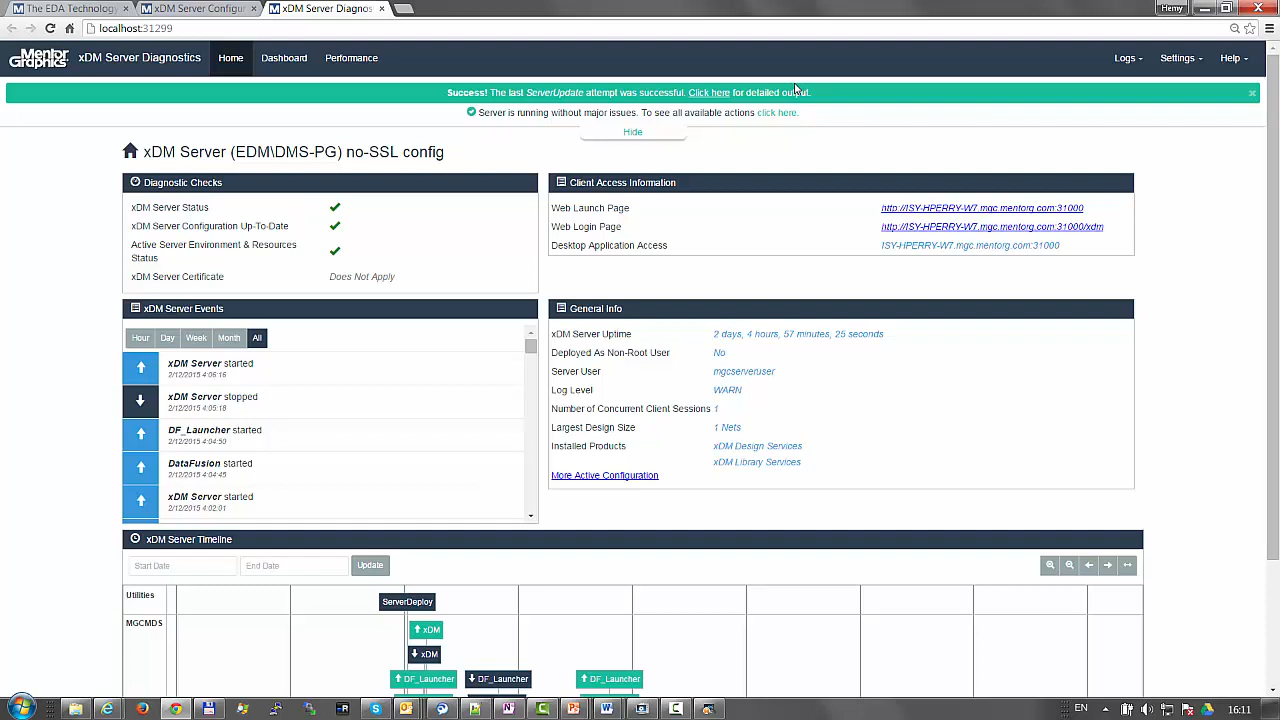 The EDA Technology
xDM Server Configur
xDM Server Diagnos
Hemy
localhost:31299
Mentor Graphics
xDM Server Diagnostics
Home
Dashboard
Performance
Logs
Settings
Help
Success! The last ServerUpdate attempt was successful. Click here for detailed output.
Server is running without major issues. To see all available actions click here.
Hide
xDM Server (EDM\DMS-PG) no-SSL config
Diagnostic Checks
xDM Server Status
xDM Server Configuration Up-To-Date
Active Server Environment & Resources
Status
xDM Server Certificate Does Not Apply
Client Access Information
Web Launch Page http://ISY-HPERRY-W7.mgc.mentorg.com:31000
Web Login Page http://ISY-HPERRY-W7.mgc.mentorg.com:31000/xdm
Desktop Application Access ISY-HPERRY-W7.mgc.mentorg.com:31000
xDM Server Events
Hour Day Week Month All
xDM Server started
2/12/2015 4:06:16
xDM Server stopped
2/12/2015 4:05:18
DF_Launcher started
2/12/2015 4:04:50
DataFusion started
2/12/2015 4:04:45
xDM Server started
2/12/2015 4:02:01
General Info
xDM Server Uptime 2 days, 4 hours, 57 minutes, 25 seconds
Deployed As Non-Root User No
Server User mgcserveruser
Log Level WARN
Number of Concurrent Client Sessions 1
Largest Design Size 1 Nets
Installed Products xDM Design Services
xDM Library Services
More Active Configuration
xDM Server Timeline
Start Date
End Date
Update
Utilities
ServerDeploy
MGCMDS
xDM
xDM
DF_Launcher
DF_Launcher
DF_Launcher
EN
16:11